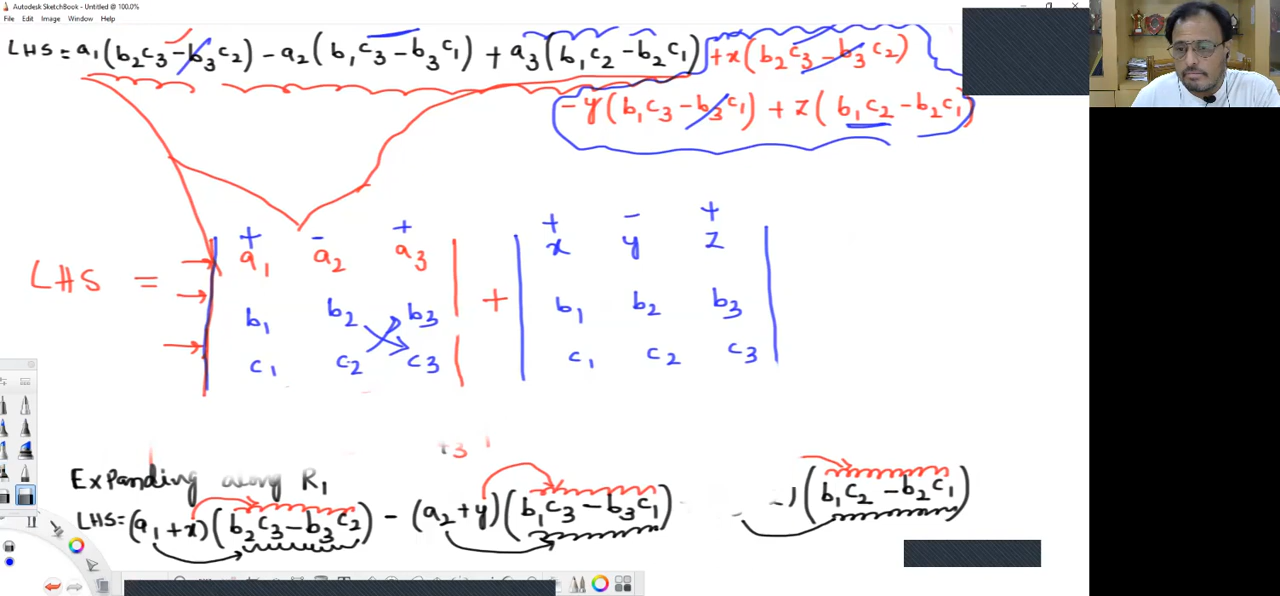 Autodesk SketchBook - Untitled @ 100.0%
File Edit Image Window Help
LHS = a₁(b₂c₃ - b₃c₂) - a₂(b₁c₃ - b₃c₁) + a₃(b₁c₂ - b₂c₁) + x(b₂c₃ - b₃c₂)
- y(b₁c₃ - b₃c₁) + z(b₁c₂ - b₂c₁)
+ - + + - +
a₁ a₂ a₃ x y z
LHS = +
b₁ b₂ b₃ b₁ b₂ b₃
c₁ c₂ c₃ c₁ c₂ c₃
Expanding along R₁
LHS = (a₁ + x)(b₂c₃ - b₃c₂) - (a₂ + y)(b₁c₃ - b₃c₁) (b₁c₂ - b₂c₁)